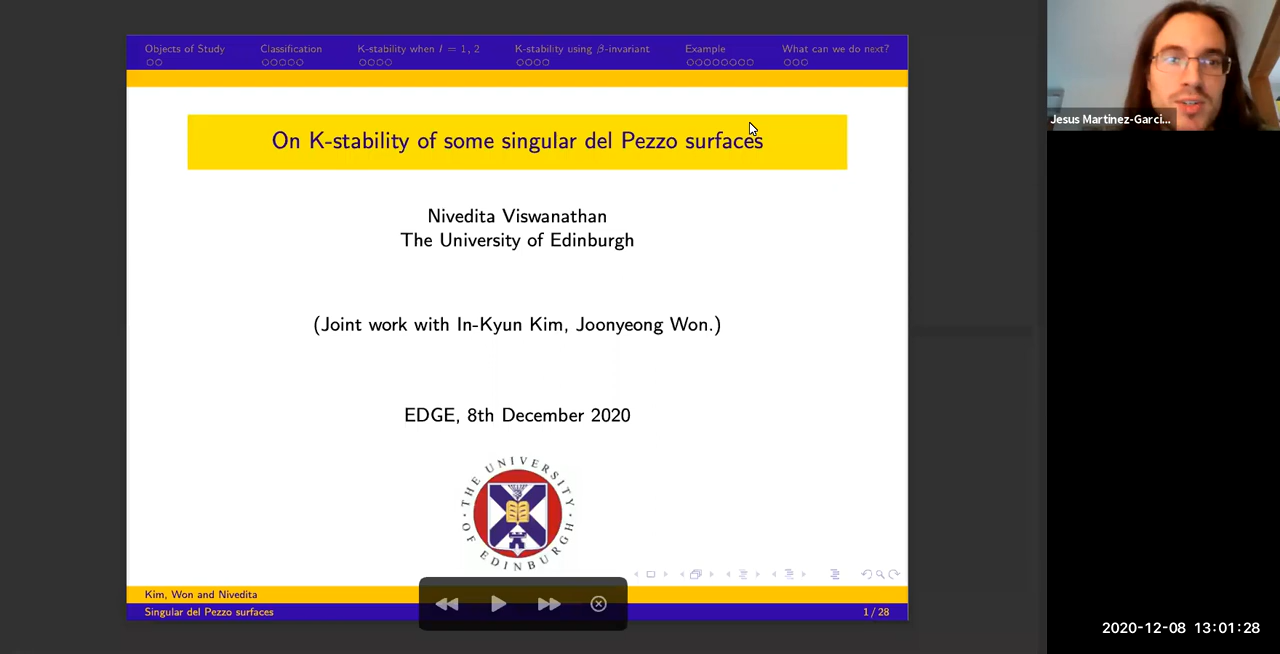 Objects of Study
Classification
K-stability when I = 1, 2
K-stability using β-invariant
Example
What can we do next?
On K-stability of some singular del Pezzo surfaces
Nivedita Viswanathan
The University of Edinburgh
(Joint work with In-Kyun Kim, Joonyeong Won.)
EDGE, 8th December 2020
THE UNIVERSITY
OF EDINBURGH
Kim, Won and Nivedita
Singular del Pezzo surfaces
1 / 28
Jesus Martinez-Garci...
2020-12-08 13:01:28